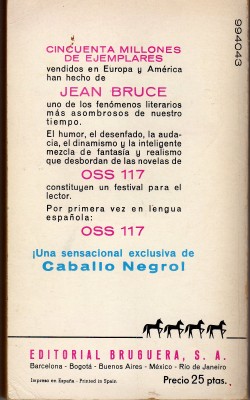 994043
CINCUENTA MILLONES
DE EJEMPLARES
vendidos en Europa y América
han hecho de
JEAN BRUCE
uno de los fenómenos literarios
más asombrosos de nuestro
tiempo.
El humor, el desenfado, la auda-
cia, el dinamismo y la inteligente
mezcla de fantasía y realismo
que desbordan de las novelas de
OSS 117
constituyen un festival para el
lector.
Por primera vez en lengua
española:
OSS 117
¡Una sensacional exclusiva de
Caballo Negro!
EDITORIAL BRUGUERA, S. A.
Barcelona - Bogotá - Buenos Aires - México - Río de Janeiro
Impreso en España - Printed in Spain
Precio 25 ptas.